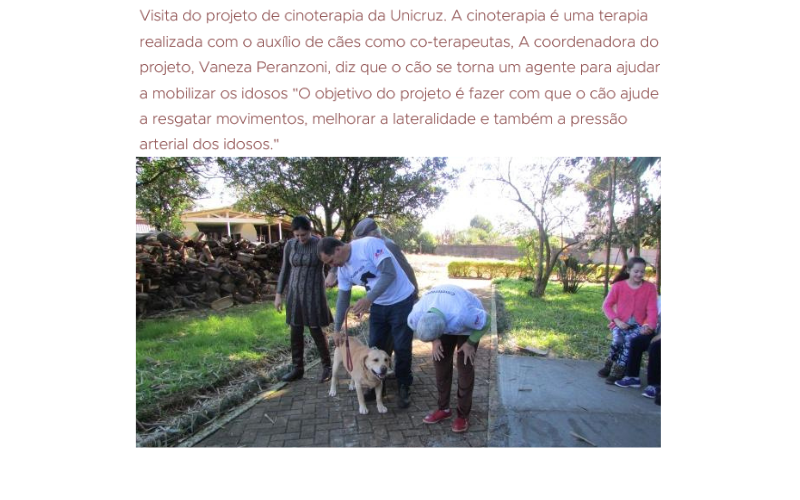 Visita do projeto de cinoterapia da Unicruz. A cinoterapia é uma terapia
realizada com o auxílio de cães como co-terapeutas, A coordenadora do
projeto, Vaneza Peranzoni, diz que o cão se torna um agente para ajudar
a mobilizar os idosos "O objetivo do projeto é fazer com que o cão ajude
a resgatar movimentos, melhorar a lateralidade e também a pressão
arterial dos idosos."